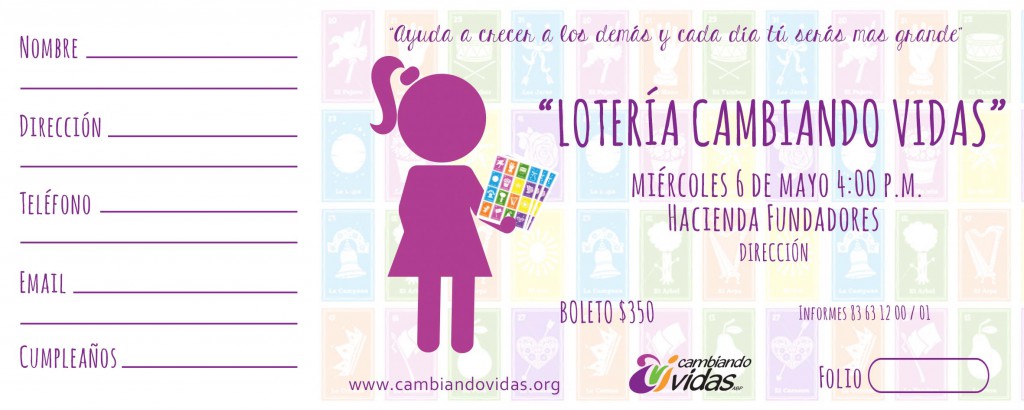 Nombre
Dirección
Teléfono
Email
Cumpleaños
"Ayuda a crecer a los demás y cada día tú serás mas grande"
"LOTERÍA CAMBIANDO VIDAS"
MIÉRCOLES 6 DE MAYO 4:00 P.M.
HACIENDA FUNDADORES
DIRECCIÓN
BOLETO $350
INFORMES 83 63 12 00 / 01
www.cambiandovidas.org
cambiando
vidas ABP
FOLIO